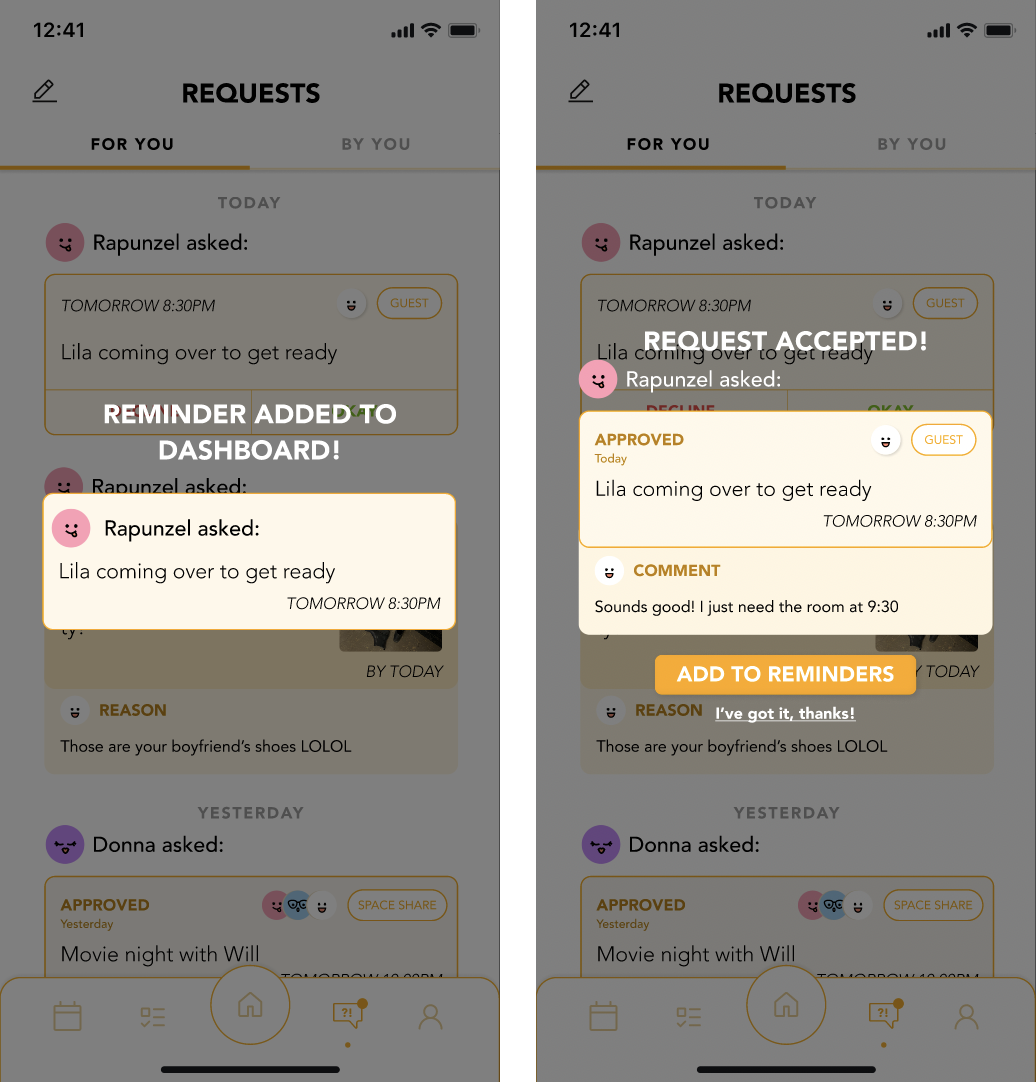 12:41
REQUESTS
FOR YOU
BY YOU
TODAY
Rapunzel asked:
TOMORROW 8:30PM
GUEST
Lila coming over to get ready
REMINDER ADDED TO
DASHBOARD!
Rapunzel asked:
Rapunzel asked:
Lila coming over to get ready
TOMORROW 8:30PM
ty?
BY TODAY
REASON
Those are your boyfriend's shoes LOLOL
YESTERDAY
Donna asked:
APPROVED
SPACE SHARE
Yesterday
Movie night with Will
?!
12:41
REQUESTS
FOR YOU
BY YOU
TODAY
Rapunzel asked:
TOMORROW 8:30PM
GUEST
REQUEST ACCEPTED!
Lila coming over to get ready
Rapunzel asked:
DECLINE
OKAY
APPROVED
GUEST
Today
Lila coming over to get ready
TOMORROW 8:30PM
COMMENT
Sounds good! I just need the room at 9:30
ADD TO REMINDERS
TODAY
REASON
I've got it, thanks!
Those are your boyfriend's shoes LOLOL
YESTERDAY
Donna asked:
APPROVED
SPACE SHARE
Yesterday
Movie night with Will
?!